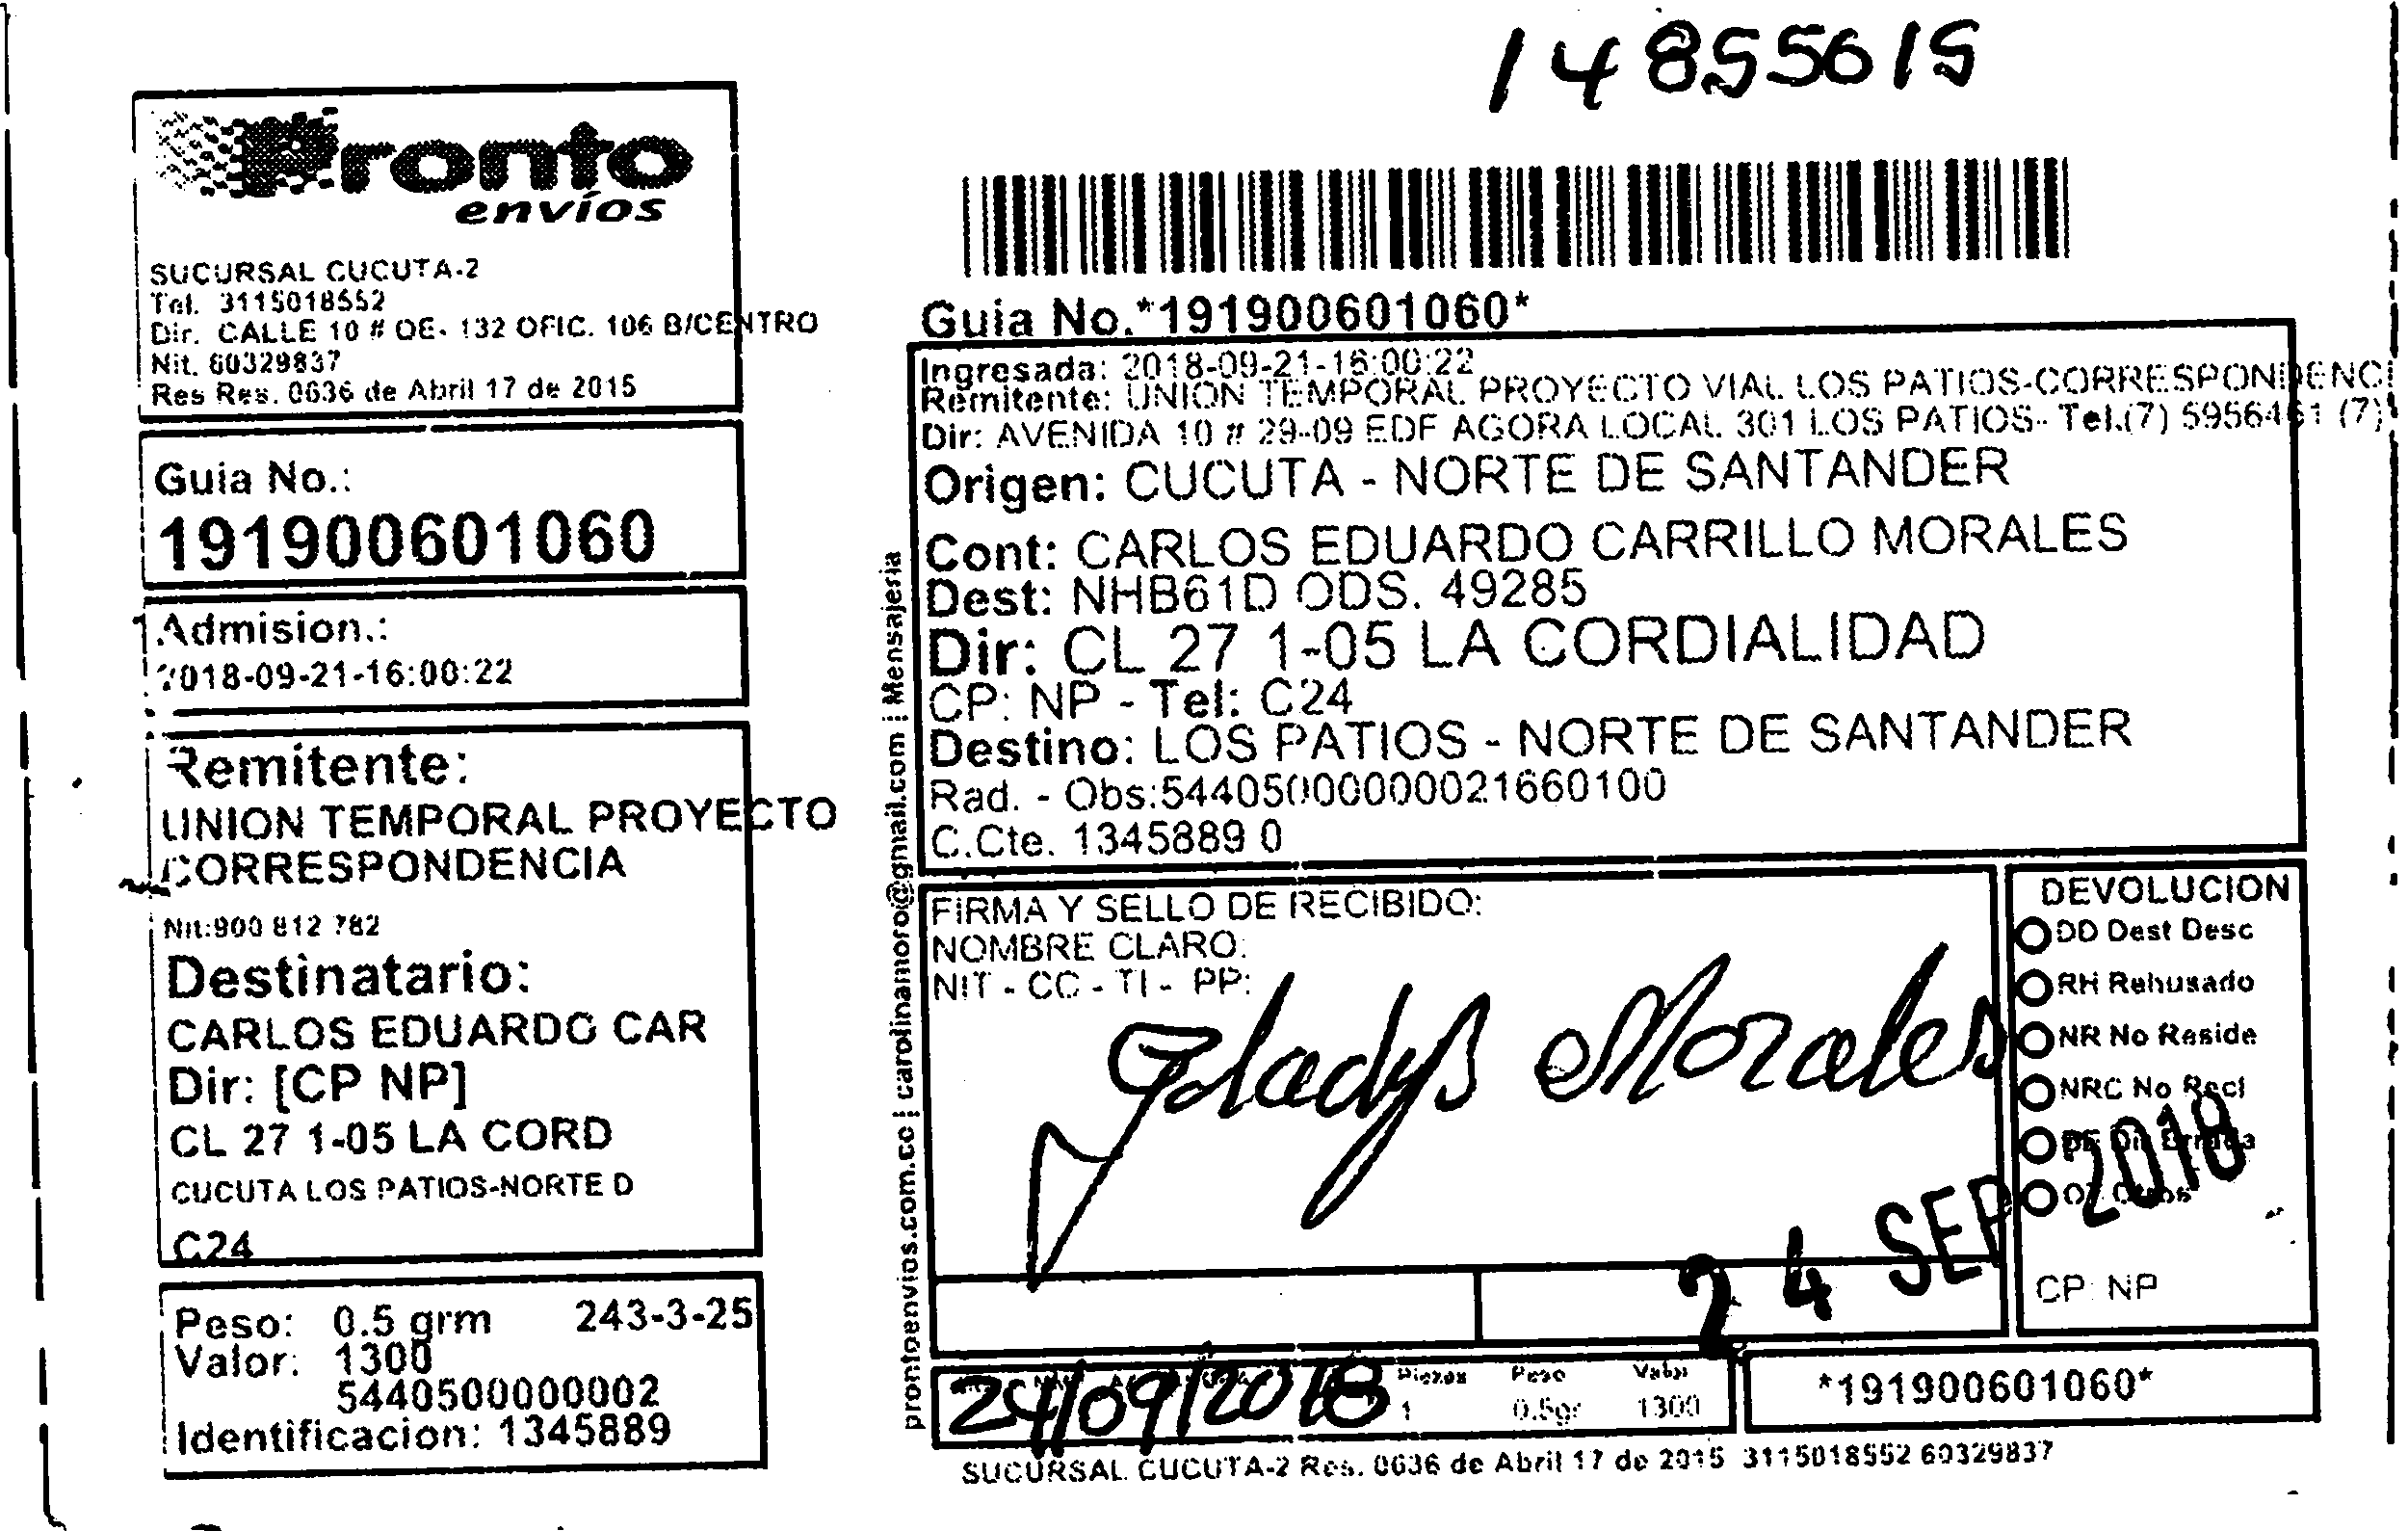 14855615
Pronto
envíos
SUCURSAL CUCUTA-2
Tel. 3115018552
Dir. CALLE 10 # OE- 132 OFIC. 106 B/CENTRO
Nit. 60329837
Res Res. 0636 de Abril 17 de 2015
Guia No.:
191900601060
Admision.:
2018-09-21-16:00:22
Remitente:
UNION TEMPORAL PROYECTO
CORRESPONDENCIA
Nit:900 812 782
Destinatario:
CARLOS EDUARDO CAR
Dir: [CP NP]
CL 27 1-05 LA CORD
CUCUTA LOS PATIOS-NORTE D
C24
Peso: 0.5 grm 243-3-25
Valor: 1300
5440500000002
Identificacion: 1345889
prontoenvios.com.co | carolinamoro@gmail.com | Mensajeria
Guia No.*191900601060*
Ingresada: 2018-09-21-16:00:22
Remitente: UNION TEMPORAL PROYECTO VIAL LOS PATIOS-CORRESPONDENCI
Dir: AVENIDA 10 # 29-09 EDF AGORA LOCAL 301 LOS PATIOS- Tel.(7) 5956461 (7)
Origen: CUCUTA - NORTE DE SANTANDER
Cont: CARLOS EDUARDO CARRILLO MORALES
Dest: NHB61D ODS. 49285
Dir: CL 27 1-05 LA CORDIALIDAD
CP: NP - Tel: C24
Destino: LOS PATIOS - NORTE DE SANTANDER
Rad. - Obs:54405000000021660100
C.Cte. 1345889 0
FIRMA Y SELLO DE RECIBIDO:
NOMBRE CLARO:
NIT - CC - TI - PP:
Gladys Morales
24 SEP 2018
DEVOLUCION
DD Dest Desc
RH Rehusado
NR No Reside
NRC No Recl
DE Dir Errada
OT Otros
CP: NP
24/09/2018
Piezas Peso Valor
1 0.5gr 1300
*191900601060*
SUCURSAL CUCUTA-2 Res. 0636 de Abril 17 de 2015 3115018552 60329837